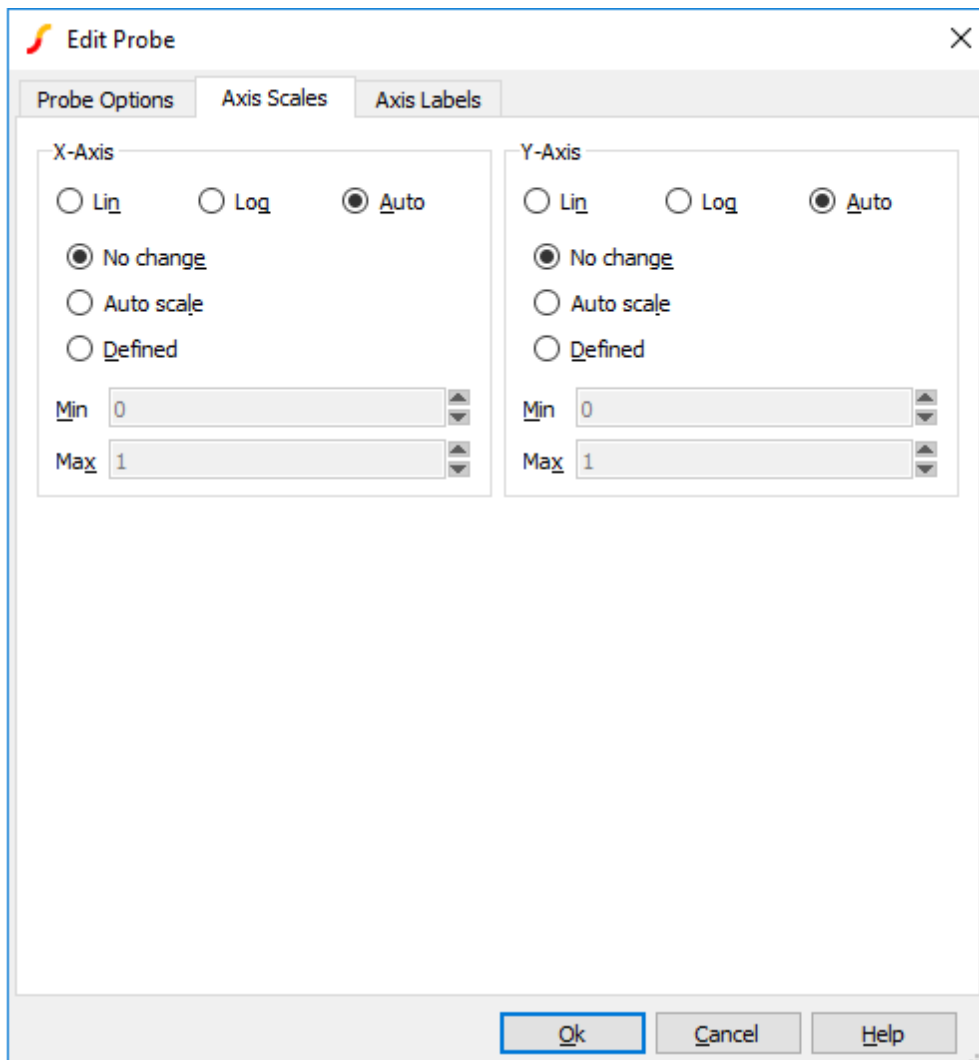 Edit Probe
Probe Options Axis Scales Axis Labels
X-Axis
Lin Log Auto
No change
Auto scale
Defined
Min 0
Max 1
Y-Axis
Lin Log Auto
No change
Auto scale
Defined
Min 0
Max 1
Ok Cancel Help